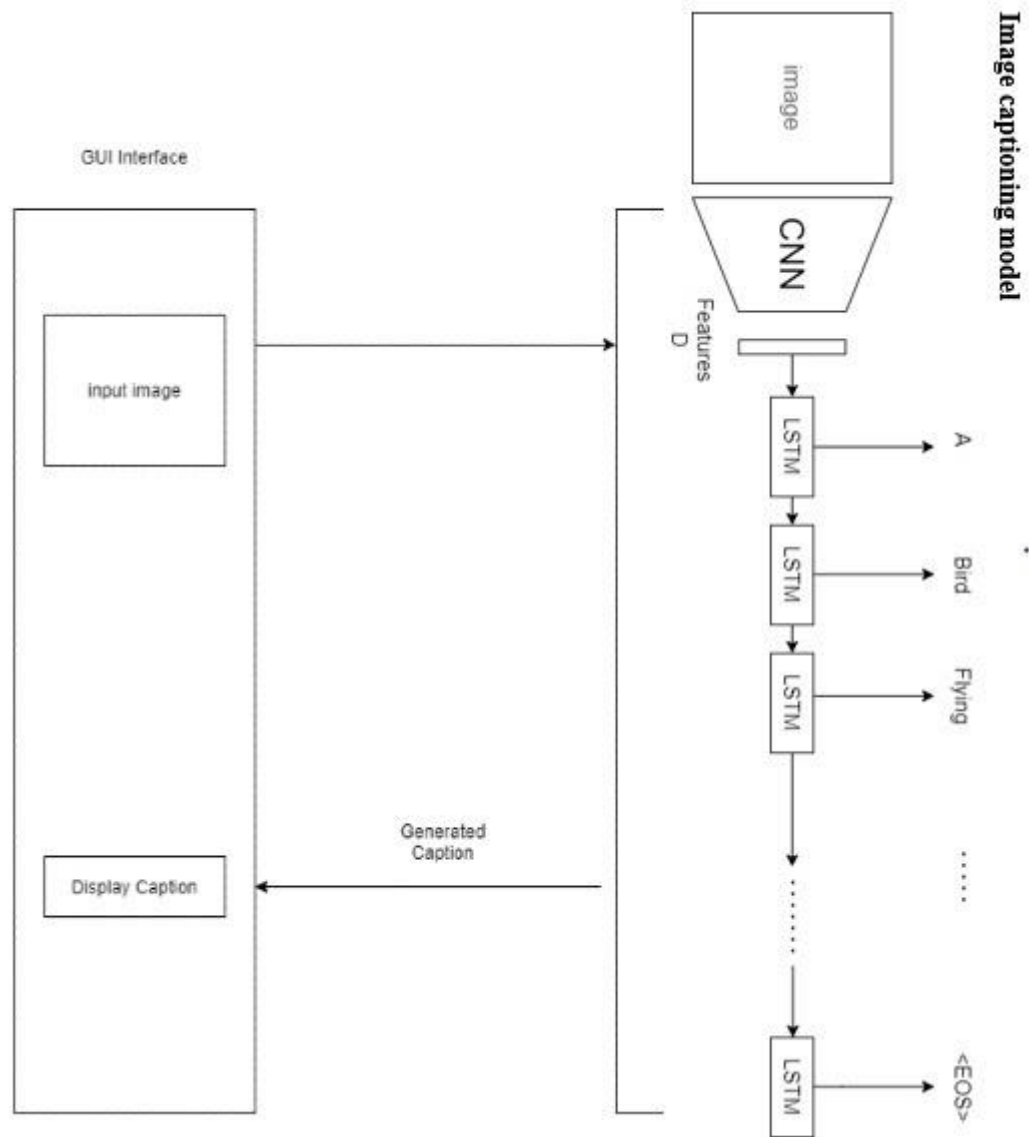 Image captioning model
GUI Interface
input image
Display Caption
Generated
Caption
image
CNN
Features
D
LSTM
A
LSTM
Bird
LSTM
Flying
.....
......
LSTM
<EOS>